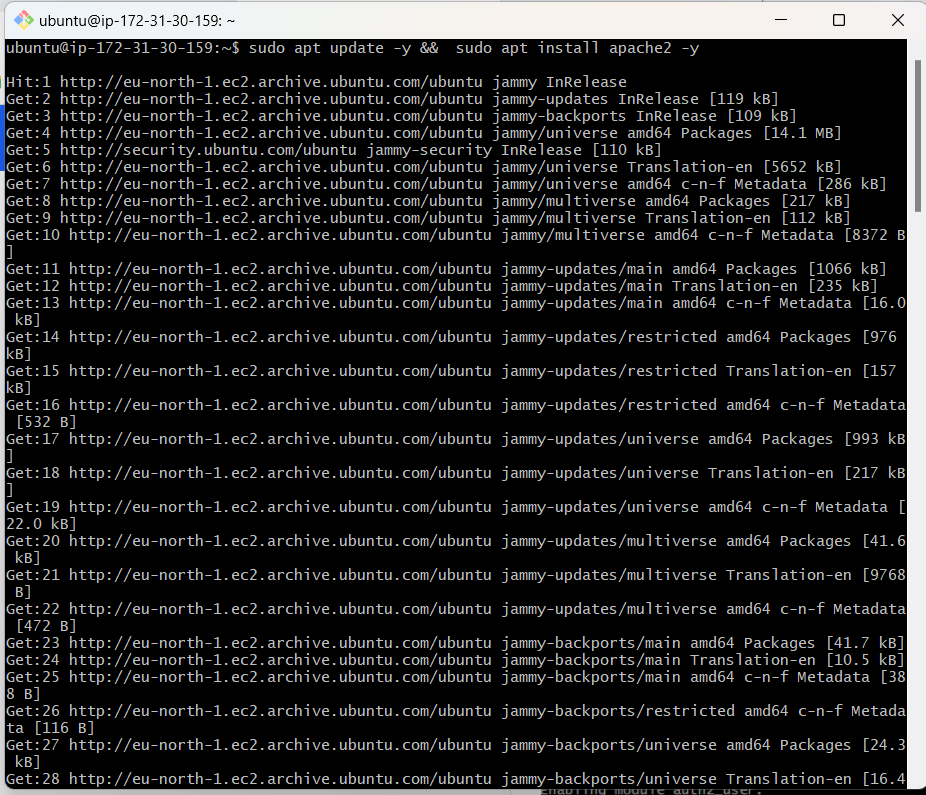 ubuntu@ip-172-31-30-159: ~
ubuntu@ip-172-31-30-159:~$ sudo apt update -y &&  sudo apt install apache2 -y
Hit:1 http://eu-north-1.ec2.archive.ubuntu.com/ubuntu jammy InRelease
Get:2 http://eu-north-1.ec2.archive.ubuntu.com/ubuntu jammy-updates InRelease [119 kB]
Get:3 http://eu-north-1.ec2.archive.ubuntu.com/ubuntu jammy-backports InRelease [109 kB]
Get:4 http://eu-north-1.ec2.archive.ubuntu.com/ubuntu jammy/universe amd64 Packages [14.1 MB]
Get:5 http://security.ubuntu.com/ubuntu jammy-security InRelease [110 kB]
Get:6 http://eu-north-1.ec2.archive.ubuntu.com/ubuntu jammy/universe Translation-en [5652 kB]
Get:7 http://eu-north-1.ec2.archive.ubuntu.com/ubuntu jammy/universe amd64 c-n-f Metadata [286 kB]
Get:8 http://eu-north-1.ec2.archive.ubuntu.com/ubuntu jammy/multiverse amd64 Packages [217 kB]
Get:9 http://eu-north-1.ec2.archive.ubuntu.com/ubuntu jammy/multiverse Translation-en [112 kB]
Get:10 http://eu-north-1.ec2.archive.ubuntu.com/ubuntu jammy/multiverse amd64 c-n-f Metadata [8372 B
]
Get:11 http://eu-north-1.ec2.archive.ubuntu.com/ubuntu jammy-updates/main amd64 Packages [1066 kB]
Get:12 http://eu-north-1.ec2.archive.ubuntu.com/ubuntu jammy-updates/main Translation-en [235 kB]
Get:13 http://eu-north-1.ec2.archive.ubuntu.com/ubuntu jammy-updates/main amd64 c-n-f Metadata [16.0
 kB]
Get:14 http://eu-north-1.ec2.archive.ubuntu.com/ubuntu jammy-updates/restricted amd64 Packages [976
kB]
Get:15 http://eu-north-1.ec2.archive.ubuntu.com/ubuntu jammy-updates/restricted Translation-en [157
kB]
Get:16 http://eu-north-1.ec2.archive.ubuntu.com/ubuntu jammy-updates/restricted amd64 c-n-f Metadata
 [532 B]
Get:17 http://eu-north-1.ec2.archive.ubuntu.com/ubuntu jammy-updates/universe amd64 Packages [993 kB
]
Get:18 http://eu-north-1.ec2.archive.ubuntu.com/ubuntu jammy-updates/universe Translation-en [217 kB
]
Get:19 http://eu-north-1.ec2.archive.ubuntu.com/ubuntu jammy-updates/universe amd64 c-n-f Metadata [
22.0 kB]
Get:20 http://eu-north-1.ec2.archive.ubuntu.com/ubuntu jammy-updates/multiverse amd64 Packages [41.6
 kB]
Get:21 http://eu-north-1.ec2.archive.ubuntu.com/ubuntu jammy-updates/multiverse Translation-en [9768
 B]
Get:22 http://eu-north-1.ec2.archive.ubuntu.com/ubuntu jammy-updates/multiverse amd64 c-n-f Metadata
 [472 B]
Get:23 http://eu-north-1.ec2.archive.ubuntu.com/ubuntu jammy-backports/main amd64 Packages [41.7 kB]
Get:24 http://eu-north-1.ec2.archive.ubuntu.com/ubuntu jammy-backports/main Translation-en [10.5 kB]
Get:25 http://eu-north-1.ec2.archive.ubuntu.com/ubuntu jammy-backports/main amd64 c-n-f Metadata [38
8 B]
Get:26 http://eu-north-1.ec2.archive.ubuntu.com/ubuntu jammy-backports/restricted amd64 c-n-f Metada
ta [116 B]
Get:27 http://eu-north-1.ec2.archive.ubuntu.com/ubuntu jammy-backports/universe amd64 Packages [24.3
 kB]
Get:28 http://eu-north-1.ec2.archive.ubuntu.com/ubuntu jammy-backports/universe Translation-en [16.4
Enabling module